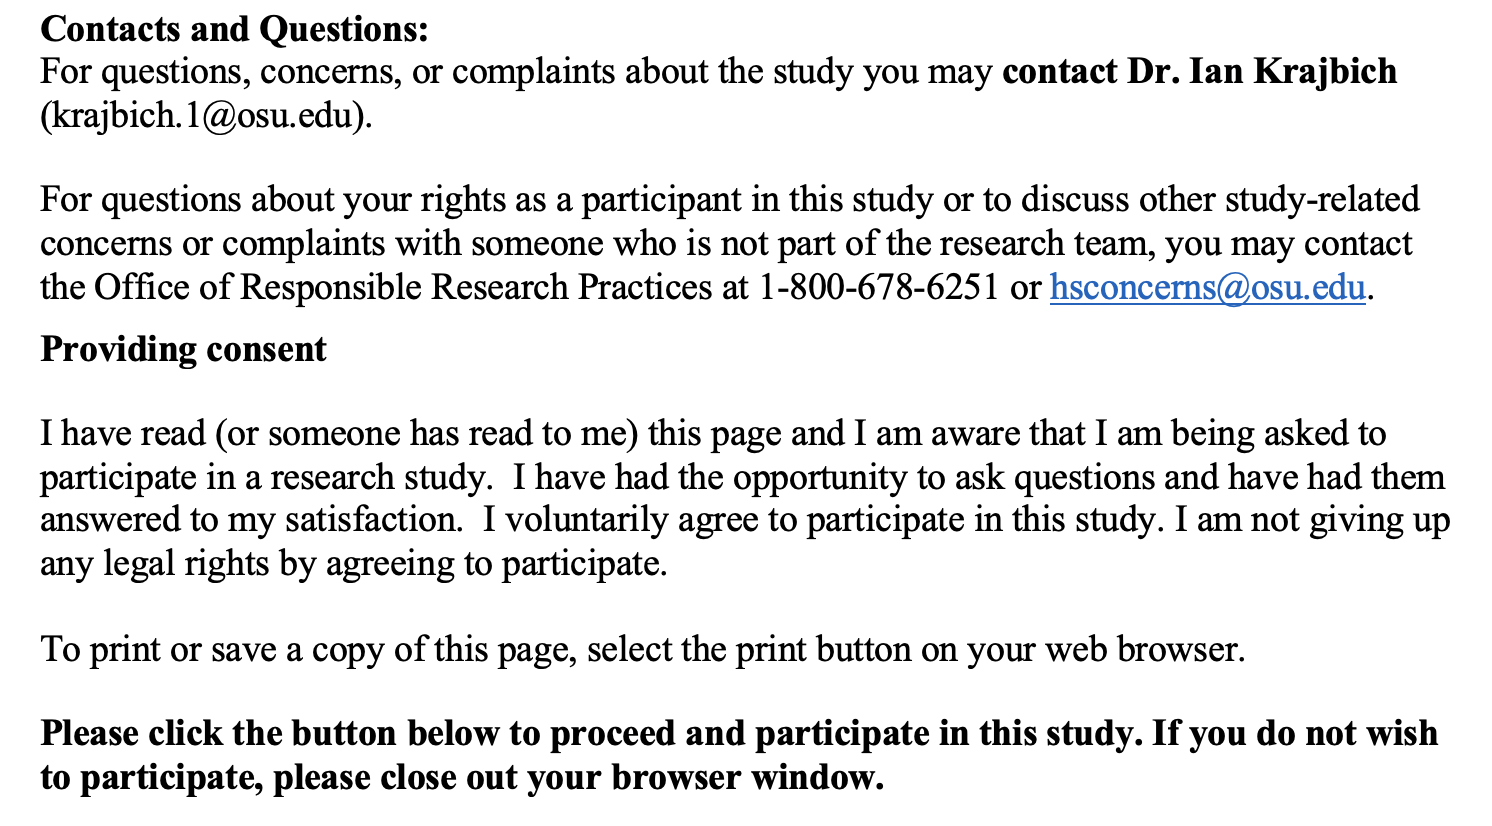 Contacts and Questions:
For questions, concerns, or complaints about the study you may contact Dr. Ian Krajbich
(krajbich.1@osu.edu).
For questions about your rights as a participant in this study or to discuss other study-related
concerns or complaints with someone who is not part of the research team, you may contact
the Office of Responsible Research Practices at 1-800-678-6251 or hsconcerns@osu.edu.
Providing consent
I have read (or someone has read to me) this page and I am aware that I am being asked to
participate in a research study.  I have had the opportunity to ask questions and have had them
answered to my satisfaction.  I voluntarily agree to participate in this study. I am not giving up
any legal rights by agreeing to participate.
To print or save a copy of this page, select the print button on your web browser.
Please click the button below to proceed and participate in this study. If you do not wish
to participate, please close out your browser window.